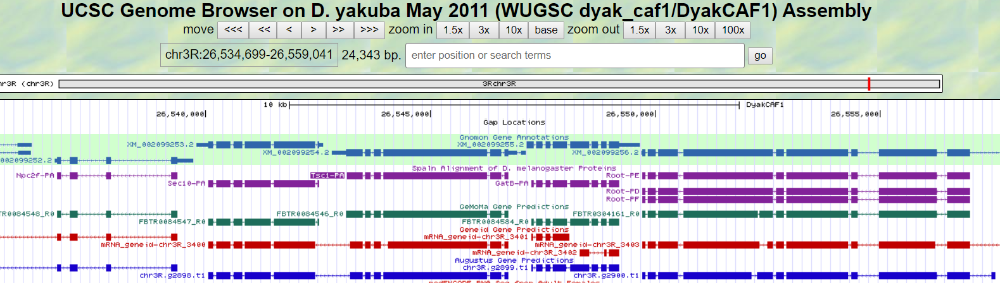 UCSC Genome Browser on D. yakuba May 2011 (WUGSC dyak_caf1/DyakCAF1) Assembly
move <<< << < > >> >>> zoom in 1.5x 3x 10x base zoom out 1.5x 3x 10x 100x
chr3R:26,534,699-26,559,041 24,343 bp. enter position or search terms go
hr3R (chr3R) 3Rchr3R
10 kb DyakCAF1
26,540,000 26,545,000 26,550,000 26,555,000
Gap Locations
Gnomon Gene Annotations
XM_002099253.2 XM_002099255.2
XM_002099254.2 XM_002099256.2
002099252.2
Spaln Alignment of D. melanogaster Proteins
Npc2f-PA Tsc1-PA Root-PE
Sec10-PA GatB-PA
Root-PD
Root-PF
GeMoMa Gene Predictions
TR0084548_R0 FBTR0084546_R0 FBTR0304161_R0
FBTR0084547_R0 FBTR0084584_R0
Geneid Gene Predictions
mRNA_geneid-chr3R_3401
mRNA_geneid-chr3R_3400 mRNA_geneid-chr3R_3403
mRNA_geneid-chr3R_3402
Augustus Gene Predictions
chr3R.g2899.t1
chr3R.g2898.t1 chr3R.g2900.t1